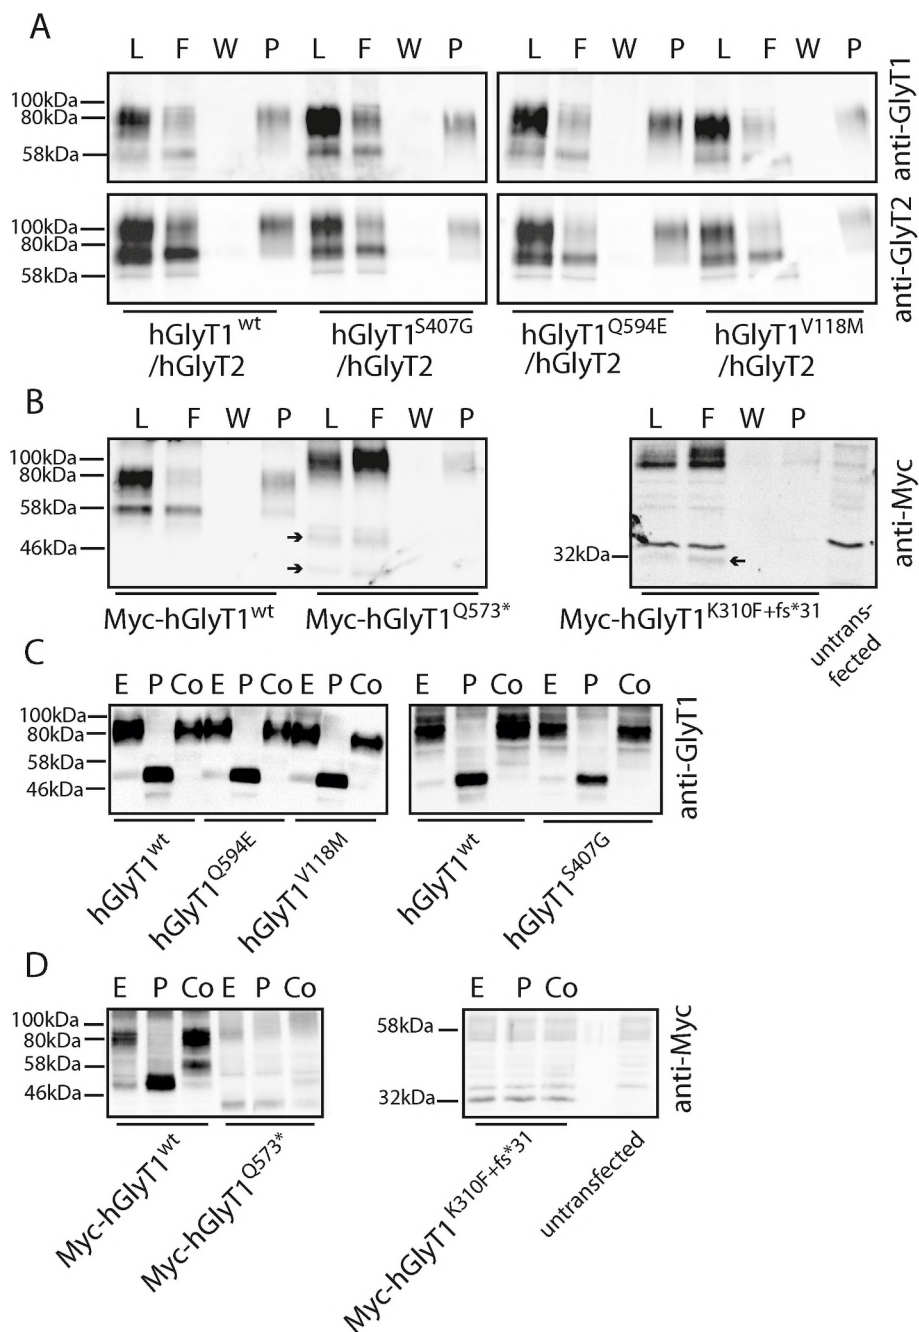 A
L F W P L F W P L F W P L F W P
100kDa
80kDa
58kDa
anti-GlyT1
100kDa
80kDa
58kDa
anti-GlyT2
hGlyT1wt hGlyT1S407G hGlyT1Q594E hGlyT1V118M
/hGlyT2 /hGlyT2 /hGlyT2 /hGlyT2
B
L F W P L F W P L F W P
100kDa
80kDa
58kDa
46kDa
32kDa
anti-Myc
Myc-hGlyT1wt Myc-hGlyT1Q573* Myc-hGlyT1K310F+fs*31
untrans-
fected
C
E P Co E P Co E P Co E P Co E P Co
100kDa
80kDa
58kDa
46kDa
anti-GlyT1
hGlyT1wt
hGlyT1Q594E
hGlyT1V118M
hGlyT1wt
hGlyT1S407G
D
E P Co E P Co E P Co
100kDa
80kDa
58kDa
46kDa
58kDa
32kDa
anti-Myc
Myc-hGlyT1wt
Myc-hGlyT1Q573*
Myc-hGlyT1K310F+fs*31
untransfected